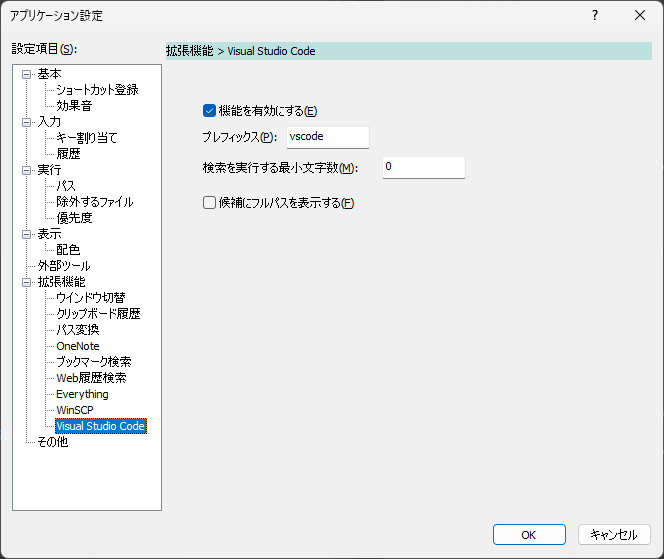 アプリケーション設定
設定項目(S):
拡張機能 > Visual Studio Code
基本
ショートカット登録
効果音
入力
キー割り当て
履歴
実行
パス
除外するファイル
優先度
表示
配色
外部ツール
拡張機能
ウインドウ切替
クリップボード履歴
パス変換
OneNote
ブックマーク検索
Web履歴検索
Everything
WinSCP
Visual Studio Code
その他
機能を有効にする(E)
プレフィックス(P): vscode
検索を実行する最小文字数(M): 0
候補にフルパスを表示する(F)
OK
キャンセル